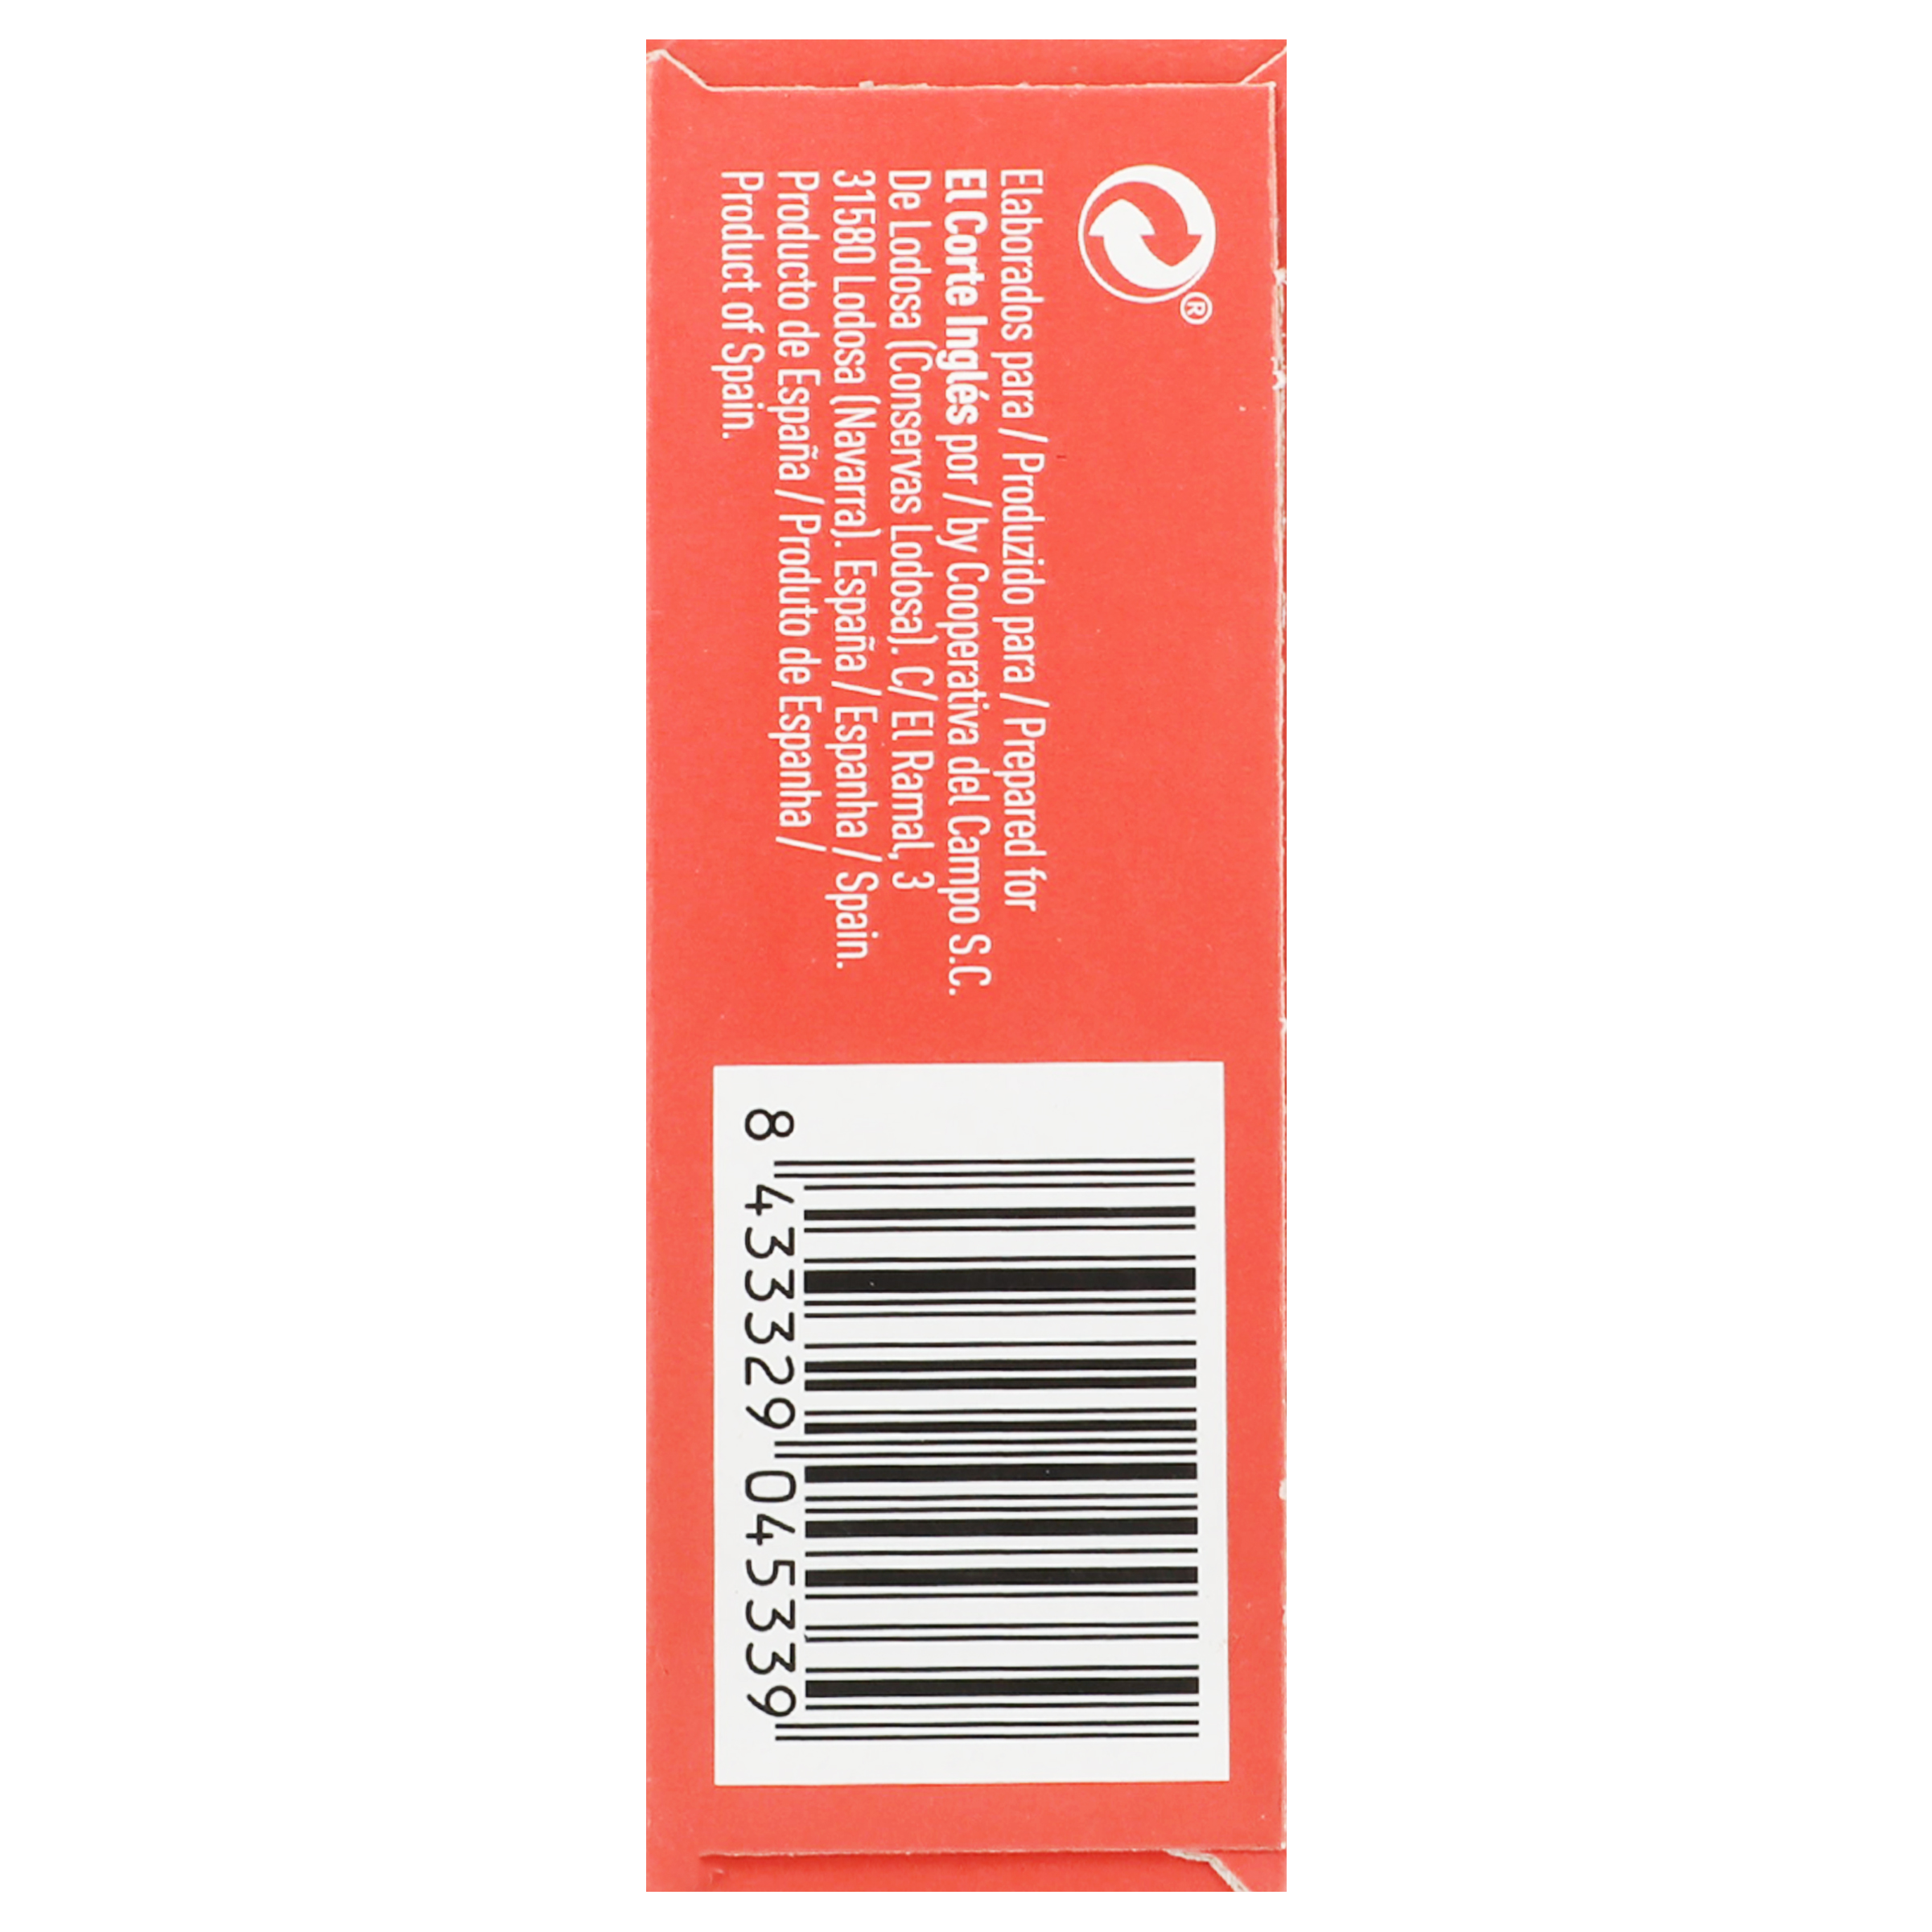 ®
Elaborados para / Produzido para / Prepared for
El Corte Inglés por / by Cooperativa del Campo S.C.
De Lodosa (Conservas Lodosa). C/ El Ramal, 3
31580 Lodosa (Navarra). España / Espanha / Spain.
Producto de España / Produto de Espanha /
Product of Spain.
8 433329 045339